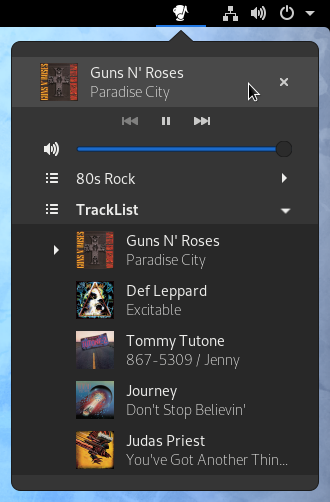 Guns N' Roses
Paradise City
80s Rock
TrackList
Guns N' Roses
Paradise City
Def Leppard
Excitable
Tommy Tutone
867-5309 / Jenny
Journey
Don't Stop Believin'
Judas Priest
You've Got Another Thin...